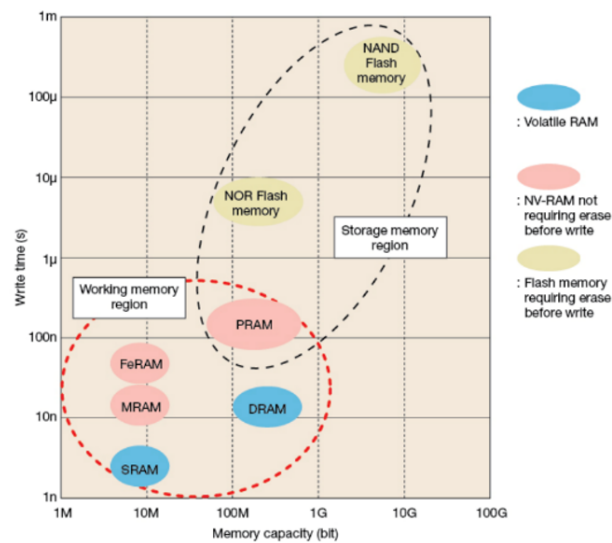 1m
NAND
Flash
memory
100μ
: Volatile RAM
10μ
NOR Flash
memory
: NV-RAM not
requiring erase
before write
Storage memory
region
Write time (s)
1μ
Working memory
region
: Flash memory
requiring erase
before write
PRAM
100n
FeRAM
MRAM
DRAM
10n
SRAM
1n
1M
10M
100M
1G
10G
100G
Memory capacity (bit)